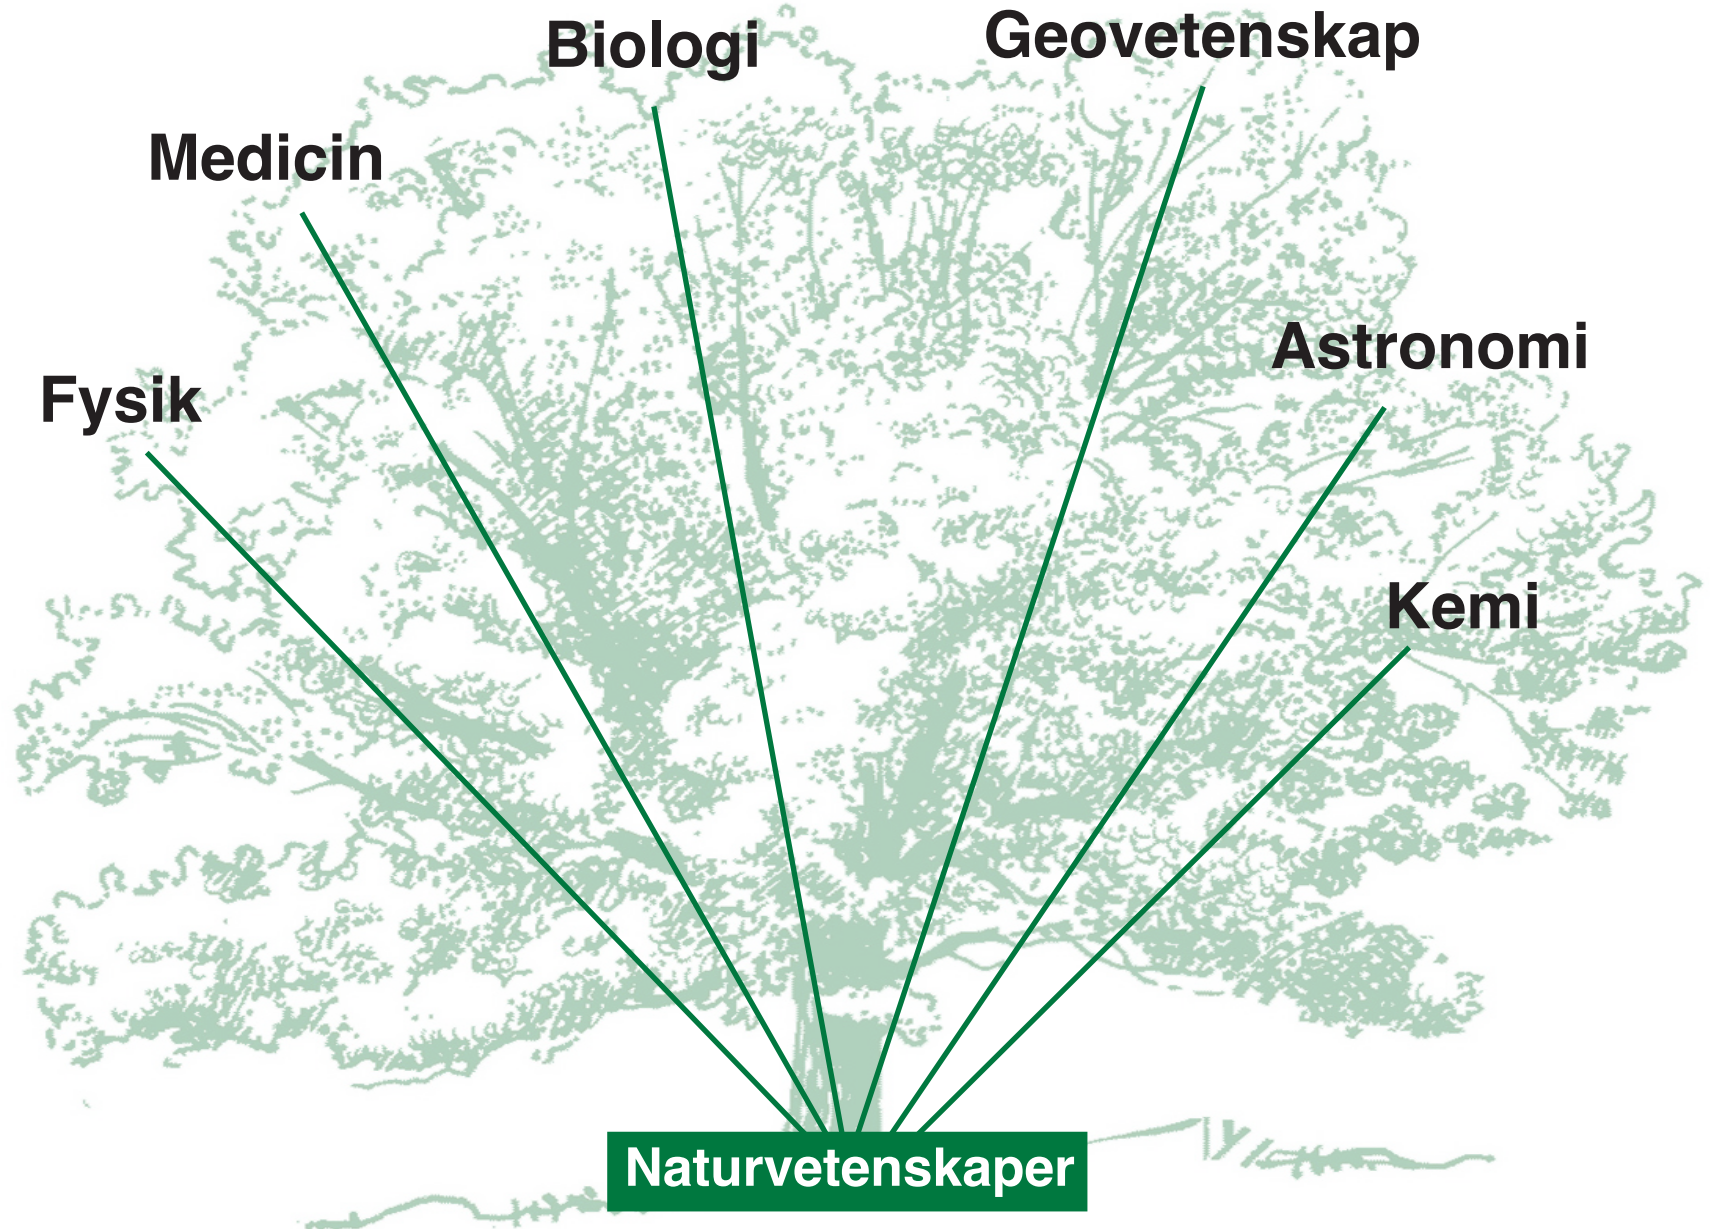 Biologi
Geovetenskap
Medicin
Astronomi
Fysik
Kemi
Naturvetenskaper